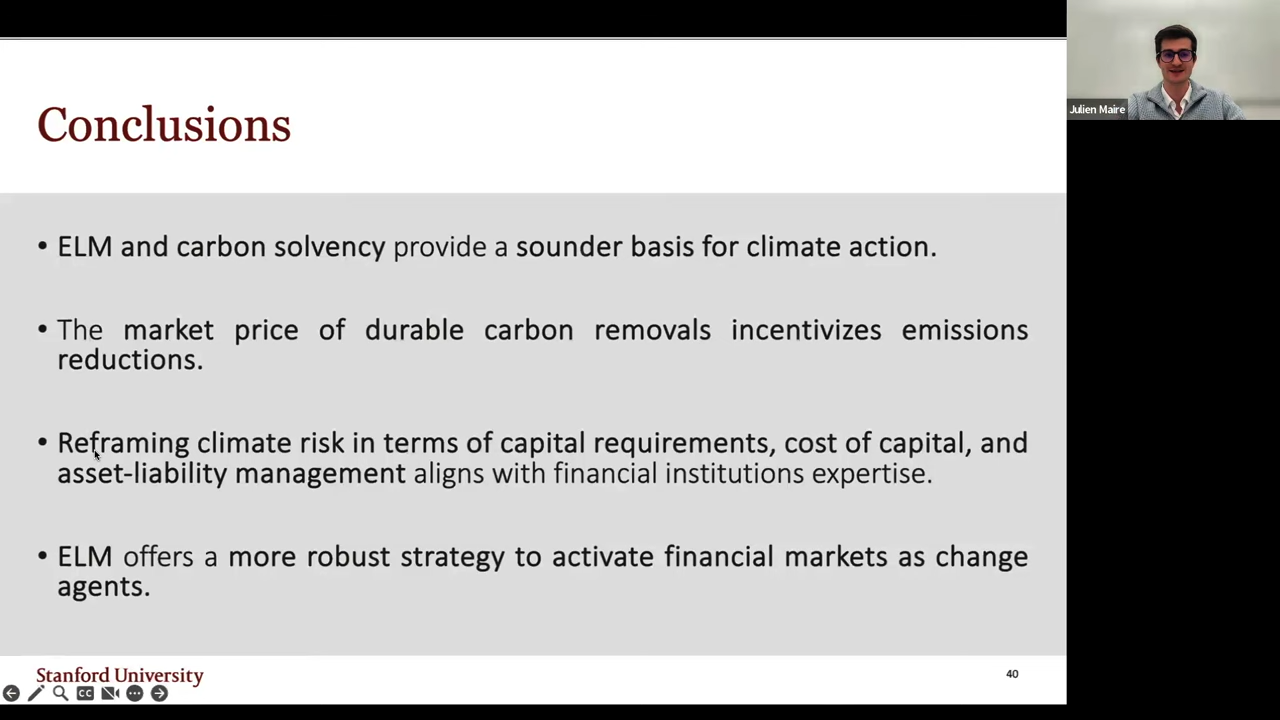 Conclusions
• ELM and carbon solvency provide a sounder basis for climate action.
• The market price of durable carbon removals incentivizes emissions
reductions.
• Reframing climate risk in terms of capital requirements, cost of capital, and
asset-liability management aligns with financial institutions expertise.
• ELM offers a more robust strategy to activate financial markets as change
agents.
Stanford University
40
CC
Julien Maire